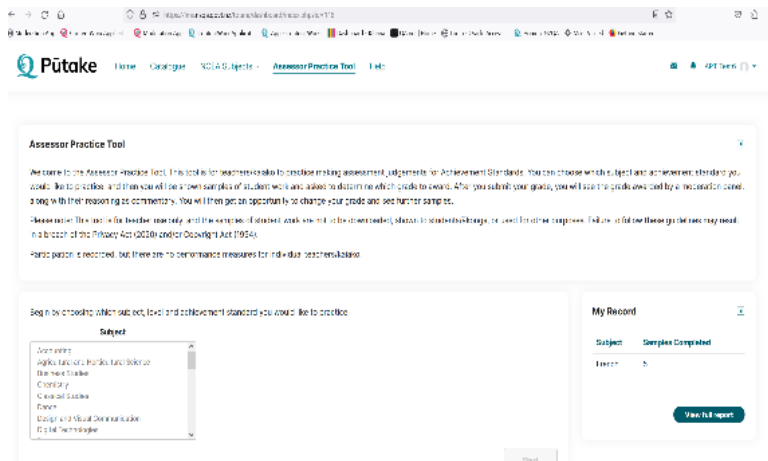 Pūtake
Home Catalogue NCEA Subjects Assessor Practice Tool Help
Assessor Practice Tool
Welcome to the Assessor Practice Tool. This tool is for teachers/kaiako to practice making assessment judgements for Achievement Standards. You can choose which subject and achievement standard you
would like to practice, and then you will be shown samples of student work and asked to determine which grade to award. After you submit your grade, you will see the grade awarded by a moderation panel,
along with their reasoning as commentary. You will then get an opportunity to change your grade and see further samples.
Please note: This tool is for teacher use only, and the samples of student work are not to be downloaded, shown to students/ākonga, or used for other purposes. Failure to follow these guidelines may result
in a breach of the Privacy Act (2020) and/or Copyright Act (1994).
Participation is recorded, but there are no performance measures for individual teachers/kaiako.
Begin by choosing which subject, level and achievement standard you would like to practice
Subject
Accounting
Agricultural and Horticultural Science
Business Studies
Chemistry
Classical Studies
Dance
Design and Visual Communication
Digital Technologies
Start
My Record
Subject Samples Completed
French 5
View full report